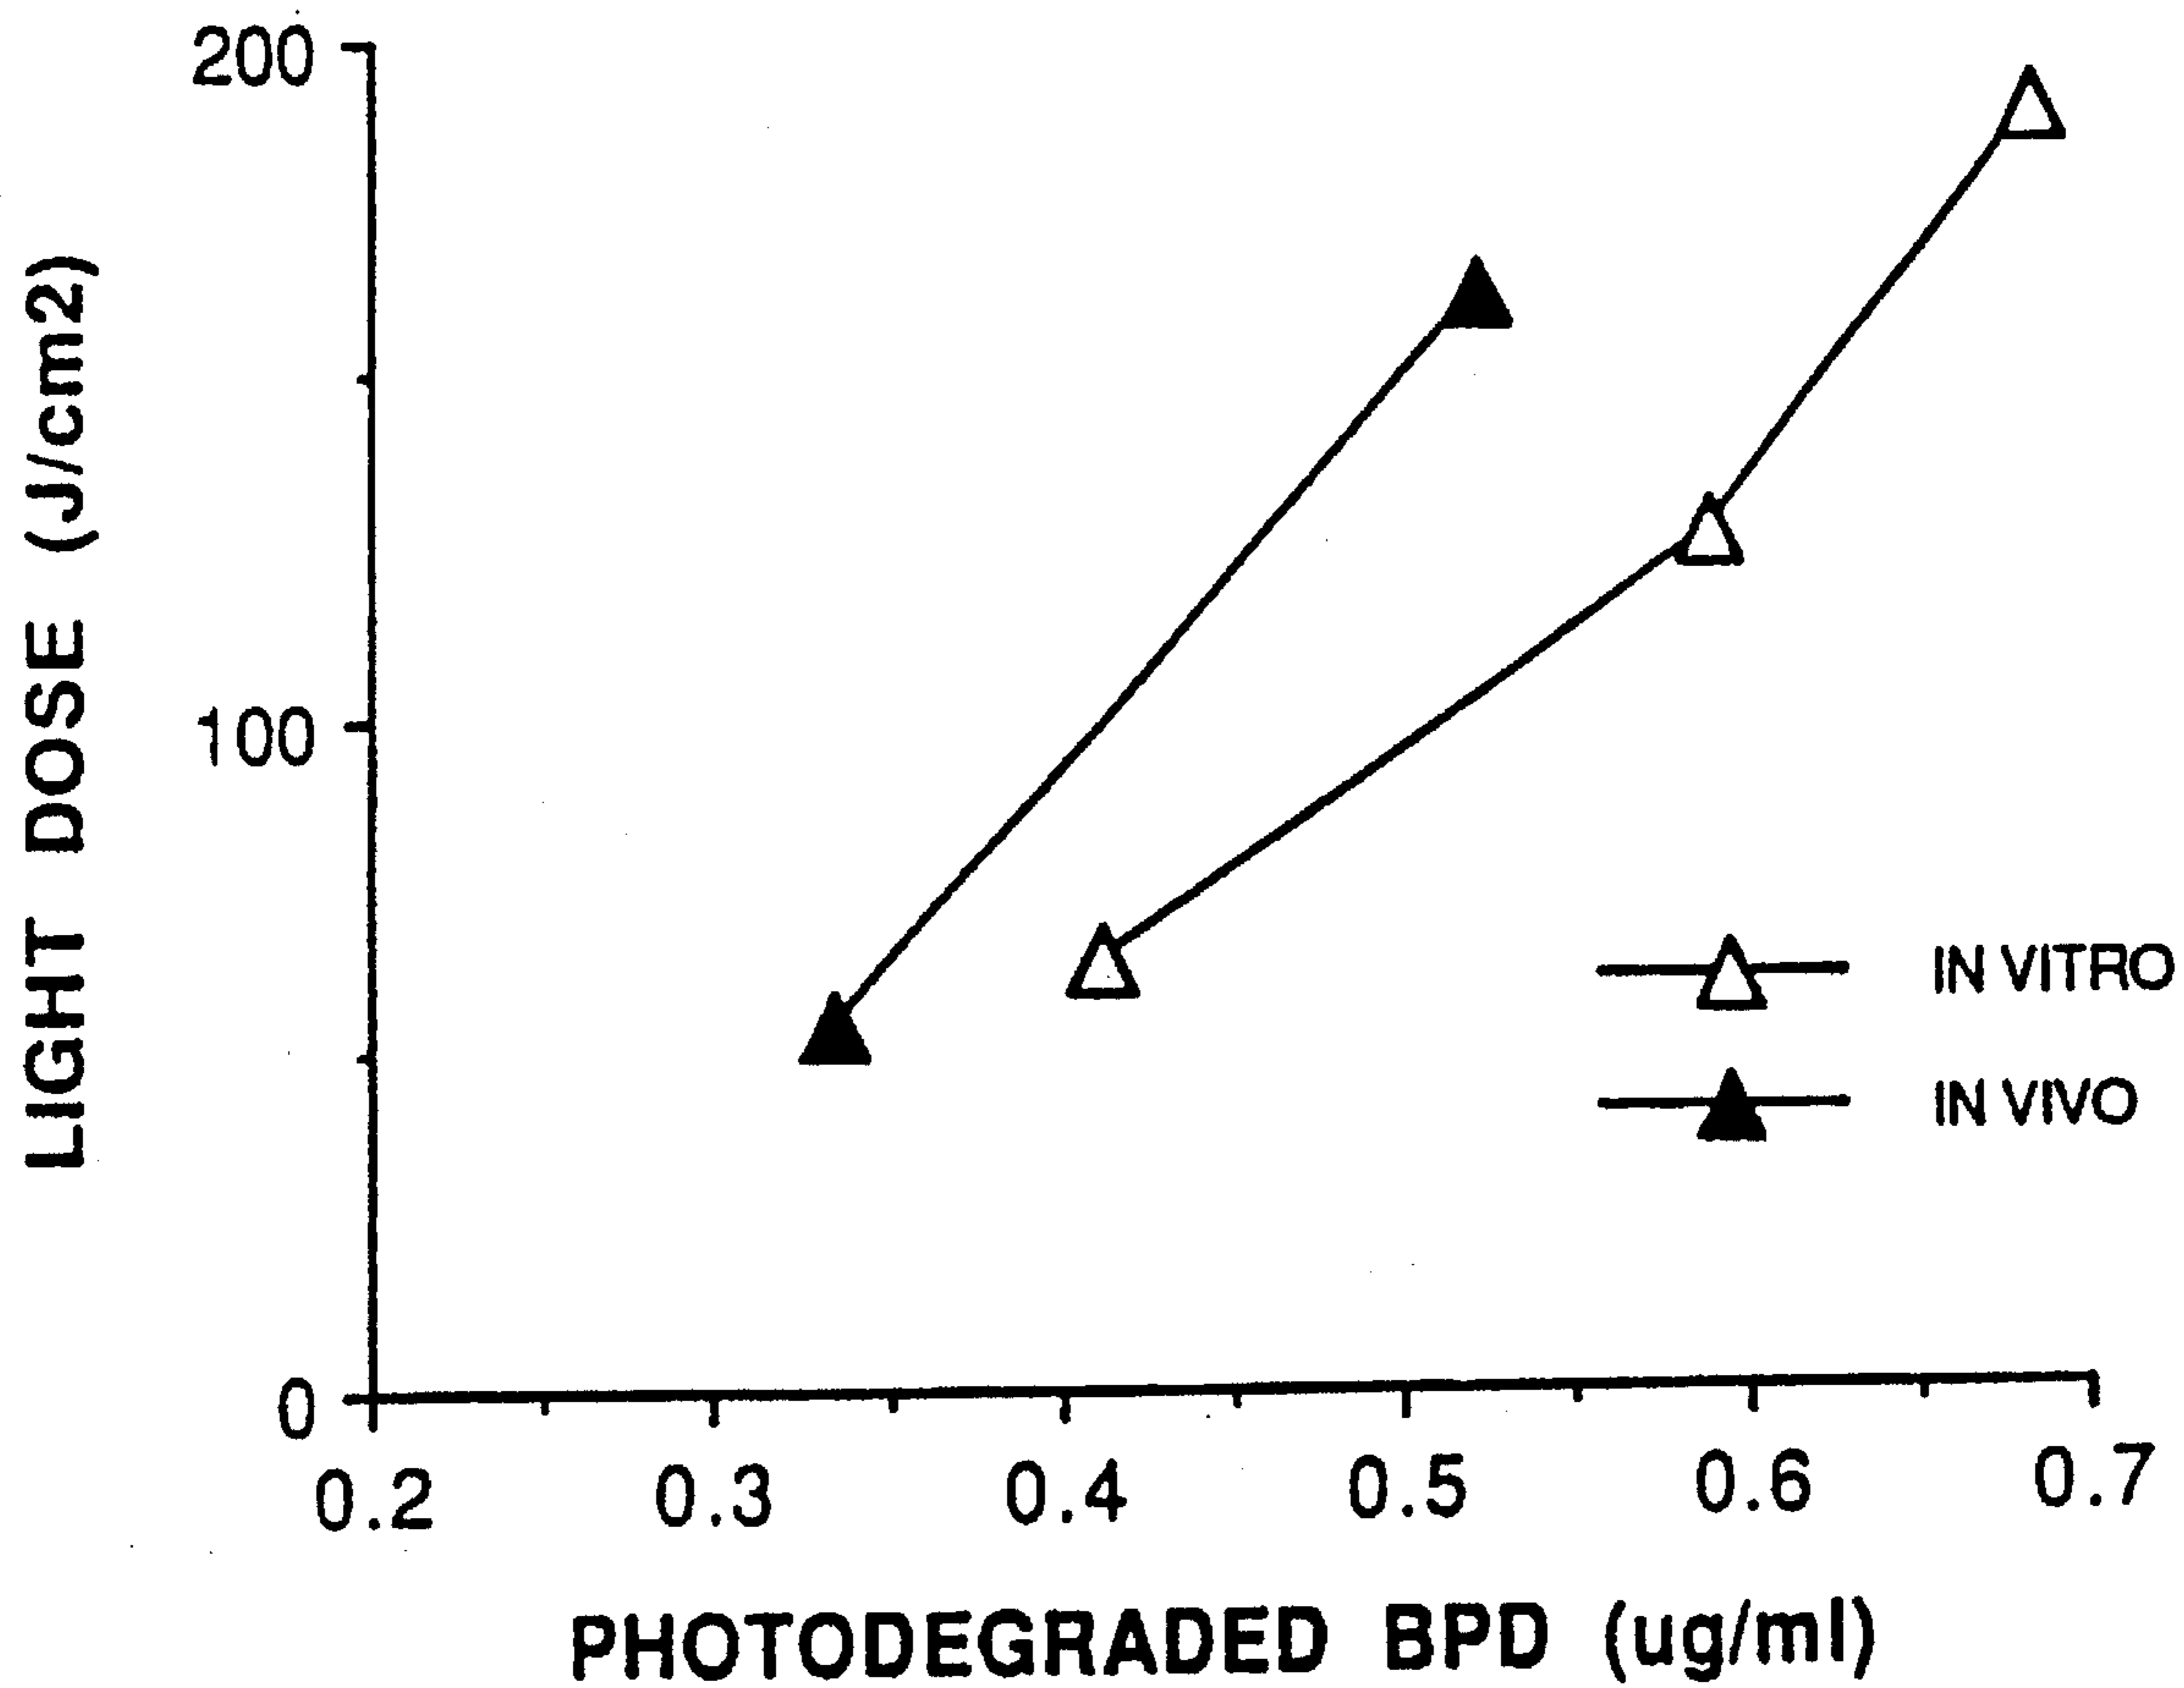 200
100
0
LIGHT DOSE (J/cm2)
IN VITRO
IN VIVO
0.2 0.3 0.4 0.5 0.6 0.7
PHOTODEGRADED BPD (ug/ml)